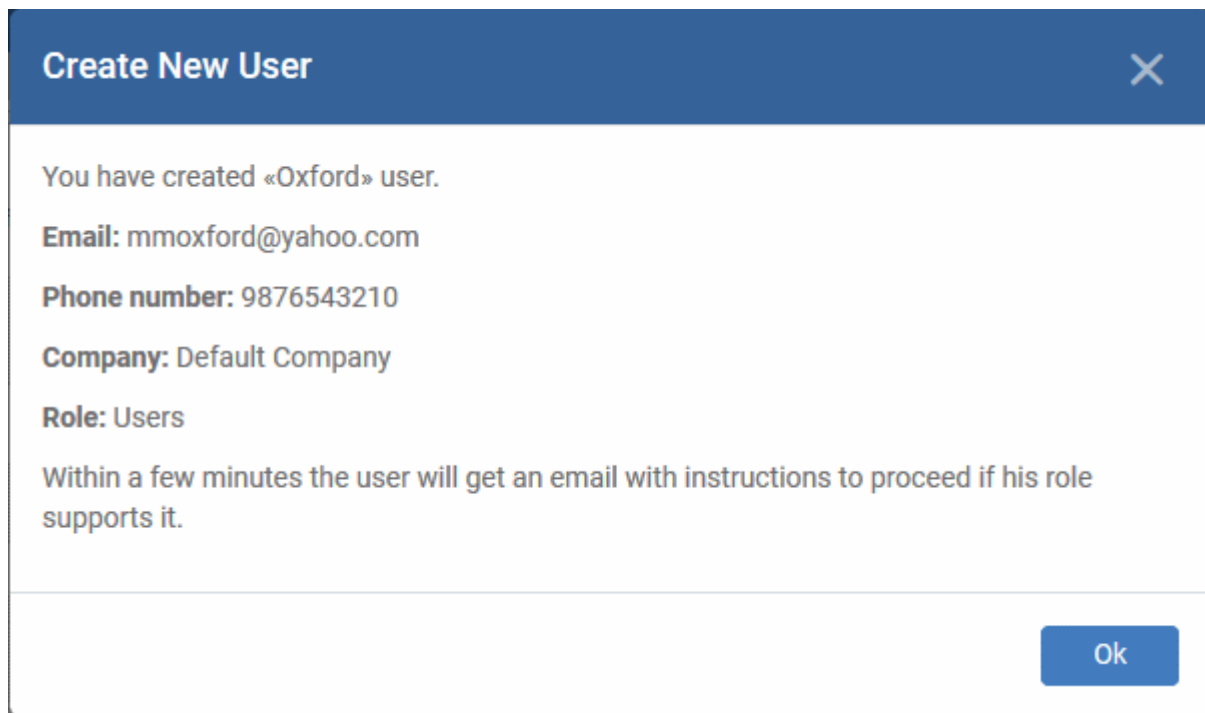 Create New User
You have created «Oxford» user.
Email: mmoxford@yahoo.com
Phone number: 9876543210
Company: Default Company
Role: Users
Within a few minutes the user will get an email with instructions to proceed if his role
supports it.
Ok